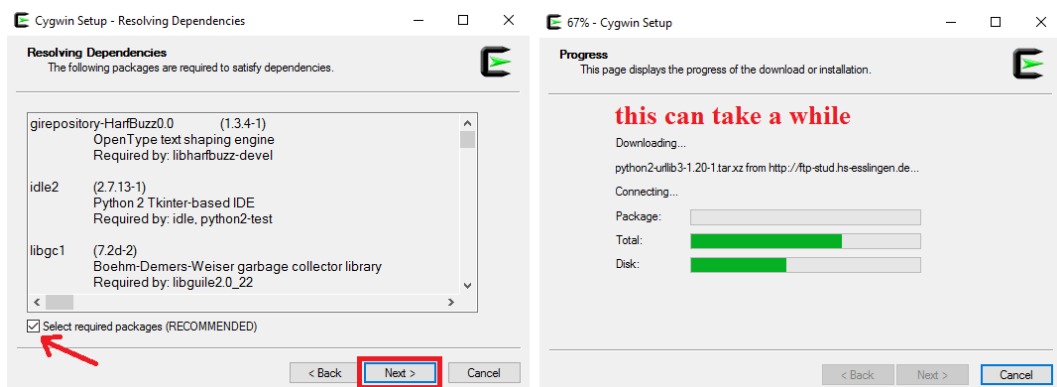 Cygwin Setup - Resolving Dependencies
Resolving Dependencies
The following packages are required to satisfy dependencies.
girepository-HarfBuzz0.0 (1.3.4-1)
OpenType text shaping engine
Required by: libharfbuzz-devel
idle2 (2.7.13-1)
Python 2 Tkinter-based IDE
Required by: idle, python2-test
libgc1 (7.2d-2)
Boehm-Demers-Weiser garbage collector library
Required by: libguile2.0_22
Select required packages (RECOMMENDED)
< Back Next > Cancel
67% - Cygwin Setup
Progress
This page displays the progress of the download or installation.
this can take a while
Downloading...
python2-urllib3-1.20-1.tar.xz from http://ftp-stud.hs-esslingen.de...
Connecting...
Package:
Total:
Disk:
< Back Next > Cancel